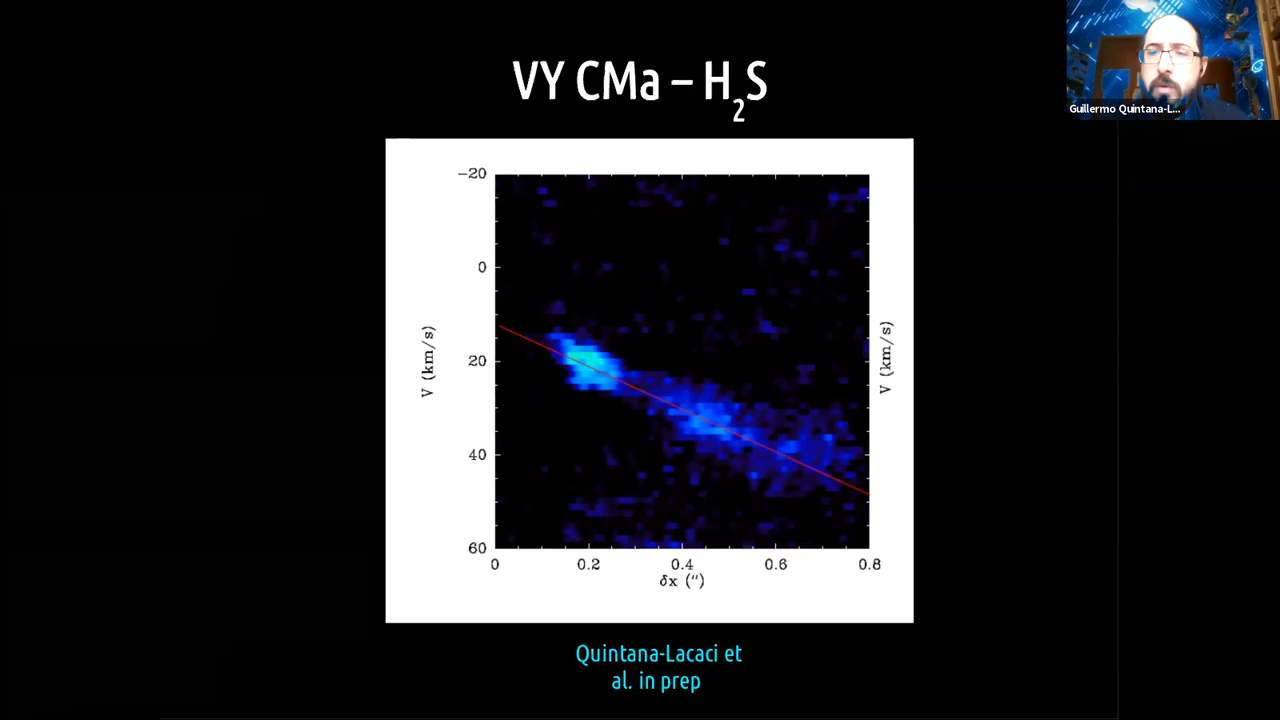 VY CMa – H₂S
Guillermo Quintana-L...
−20
0
20
40
60
V (km/s)
V (km/s)
0 0.2 0.4 0.6 0.8
δx (″)
Quintana-Lacaci et
al. in prep